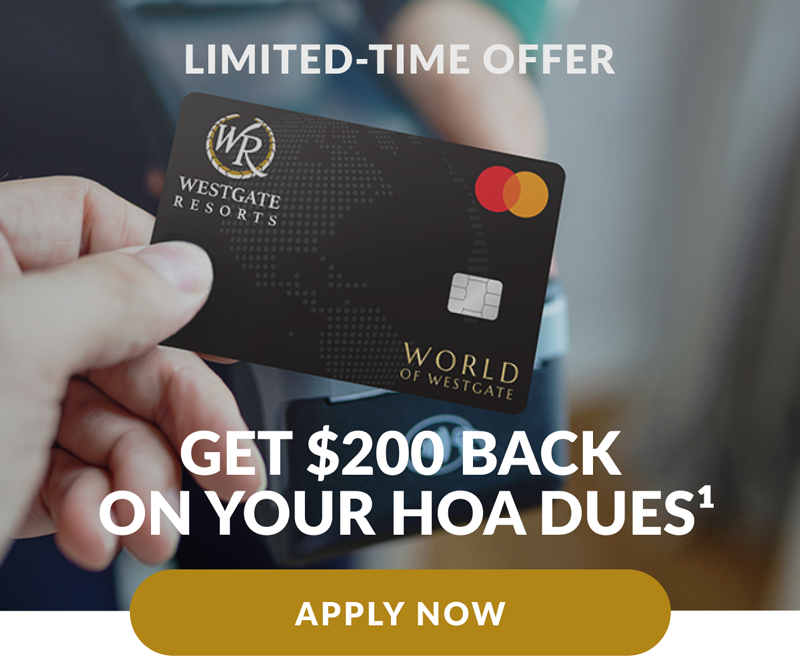 LIMITED-TIME OFFER
WR
WESTGATE
RESORTS
WORLD
OF WESTGATE
GET $200 BACK
ON YOUR HOA DUES¹
APPLY NOW